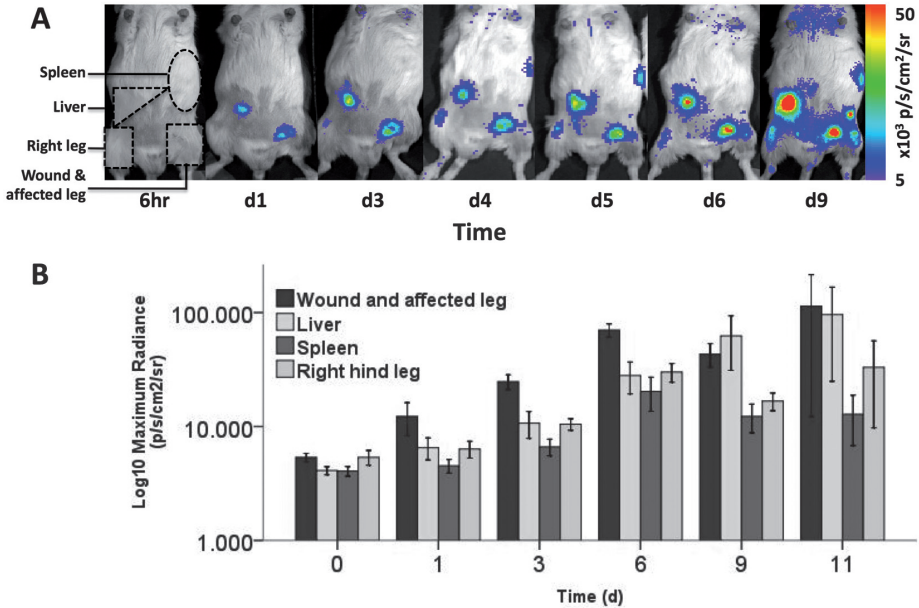 A
Spleen
Liver
Right leg
Wound &
affected leg
6hr
d1
d3
d4
d5
d6
d9
Time
50
x10³ p/s/cm²/sr
5
B
Log10 Maximum Radiance
(p/s/cm2/sr)
100.000
10.000
1.000
Wound and affected leg
Liver
Spleen
Right hind leg
0
1
3
6
9
11
Time (d)